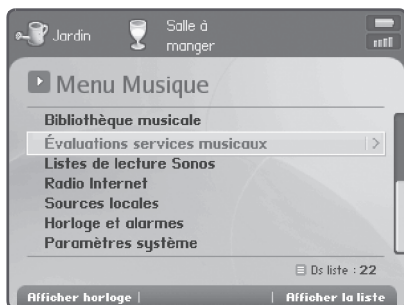 Jardin
Salle à
manger
Menu Musique
Bibliothèque musicale
Évaluations services musicaux
Listes de lecture Sonos
Radio Internet
Sources locales
Horloge et alarmes
Paramètres système
Ds liste : 22
Afficher horloge | | Afficher la liste